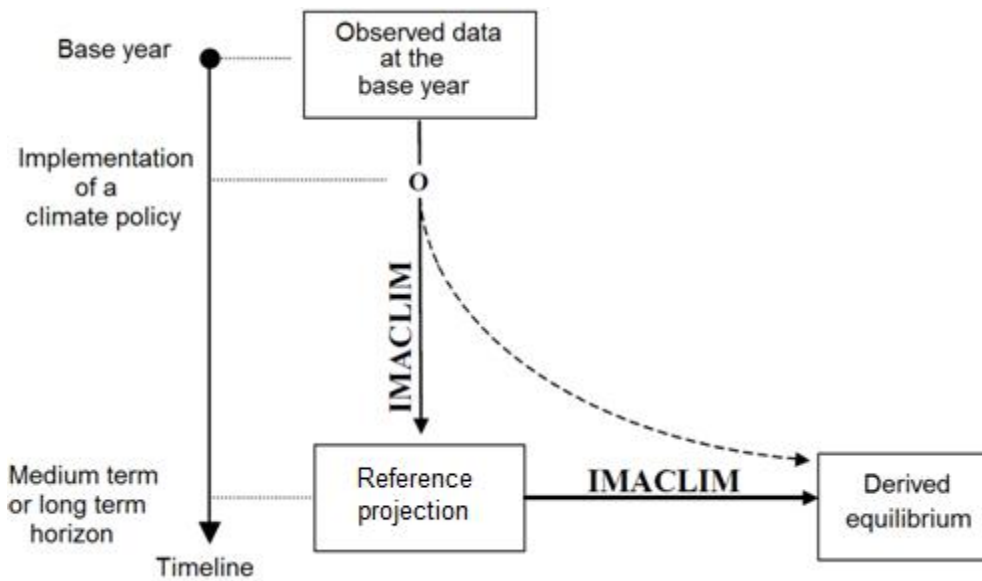 Base year
Observed data
at the
base year
Implementation
of a
climate policy
O
IMACLIM
Medium term
or long term
horizon
Reference
projection
IMACLIM
Derived
equilibrium
Timeline